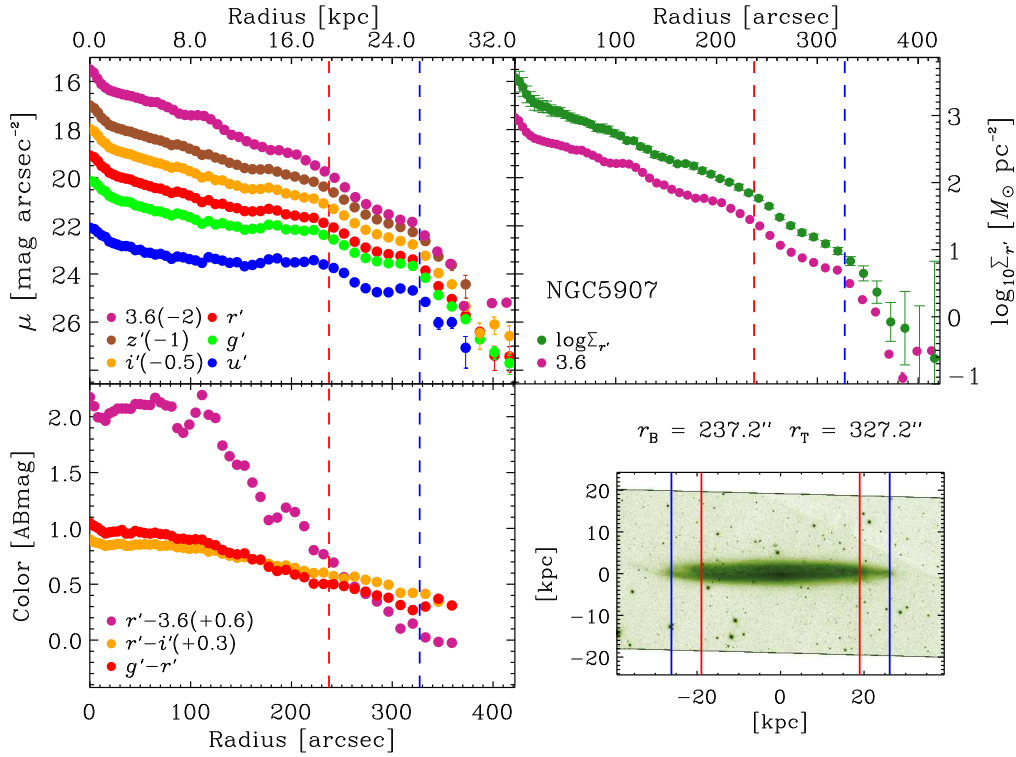 Radius [kpc]
Radius [arcsec]
0.0 8.0 16.0 24.0 32.0
100 200 300 400
16
18
20
22
24
26
μ [mag arcsec⁻²]
3.6(−2) r′
z′(−1) g′
i′(−0.5) u′
3
2
1
0
−1
log₁₀Σᵣ′ [M⊙ pc⁻²]
NGC5907
logΣᵣ′
3.6
2.0
1.5
1.0
0.5
0.0
Color [ABmag]
r′−3.6(+0.6)
r′−i′(+0.3)
g′−r′
0 100 200 300 400
Radius [arcsec]
r_B = 237.2″ r_T = 327.2″
20
10
0
−10
−20
[kpc]
−20 0 20
[kpc]